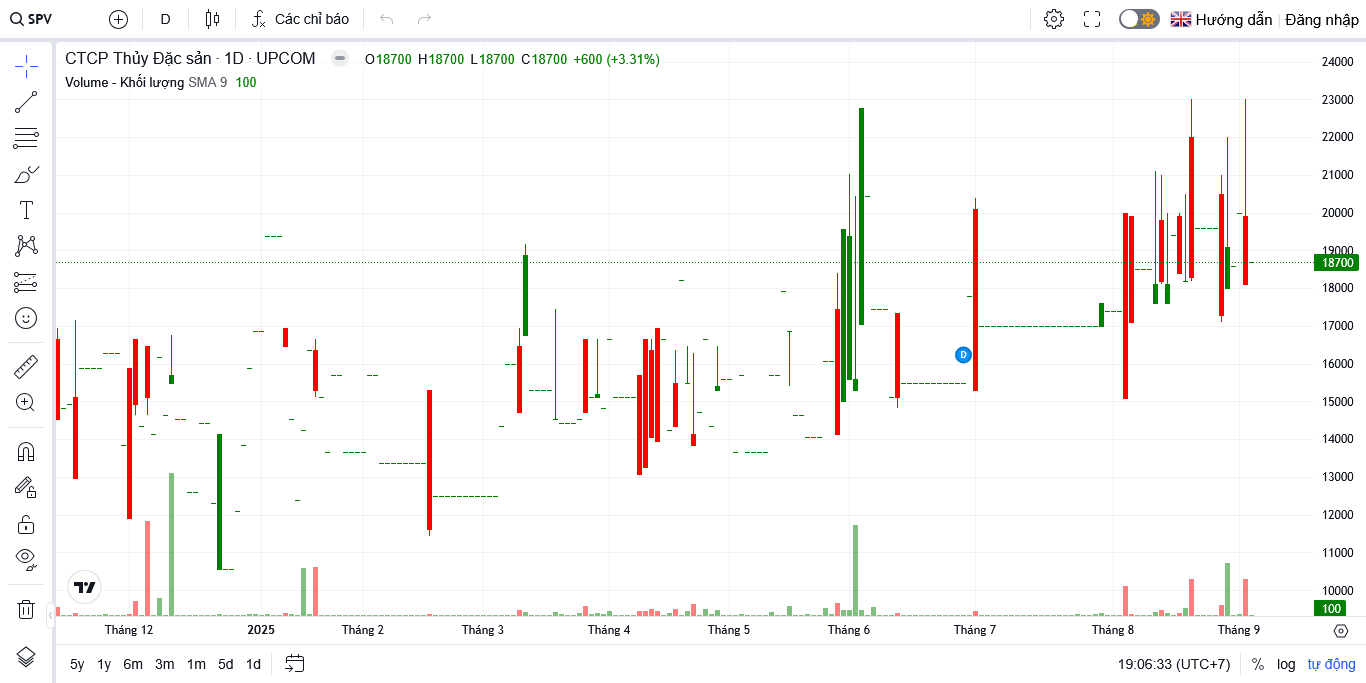 SPV D Các chỉ báo Hướng dẫn Đăng nhập
CTCP Thủy Đặc sản · 1D · UPCOM O18700 H18700 L18700 C18700 +600 (+3.31%)
Volume - Khối lượng SMA 9 100
24000
23000
22000
21000
20000
19000
18700
18000
17000
16000
15000
14000
13000
12000
11000
10000
100
D
Tháng 12 2025 Tháng 2 Tháng 3 Tháng 4 Tháng 5 Tháng 6 Tháng 7 Tháng 8 Tháng 9
5y 1y 6m 3m 1m 5d 1d 19:06:33 (UTC+7) % log tự động